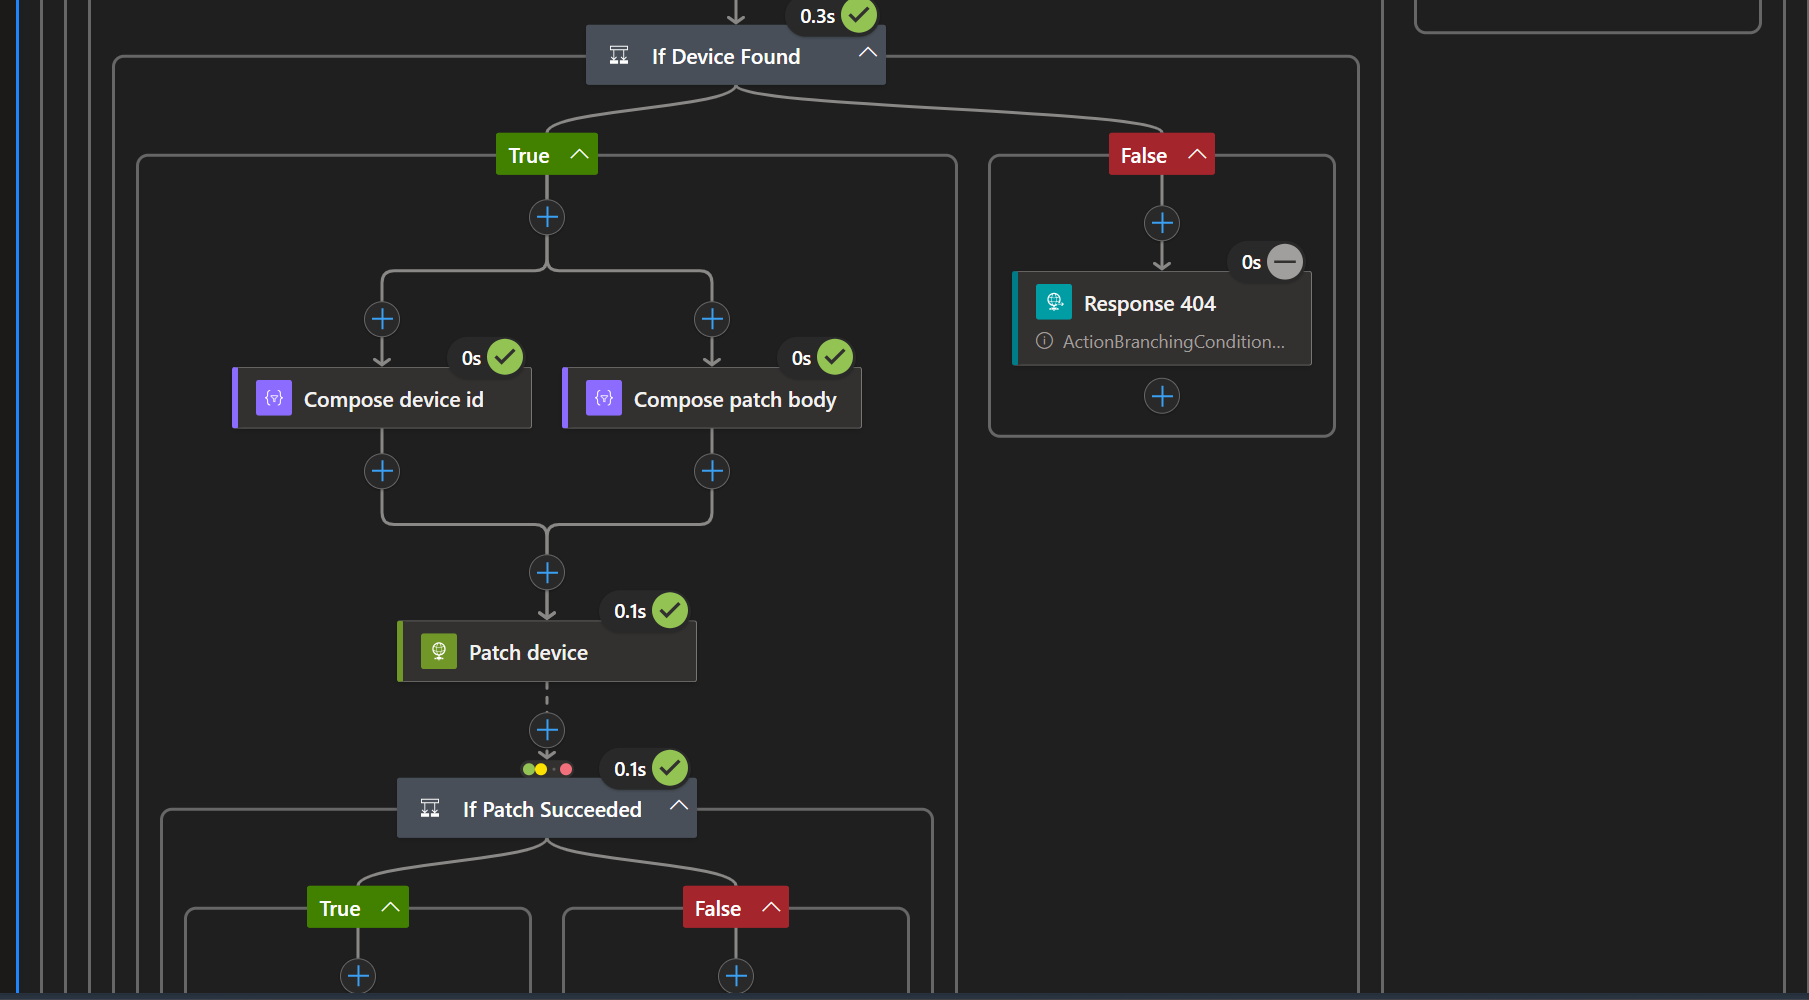 0.3s
If Device Found
True
False
0s
Response 404
ActionBranchingCondition...
0s
0s
Compose device id
Compose patch body
0.1s
Patch device
0.1s
If Patch Succeeded
True
False